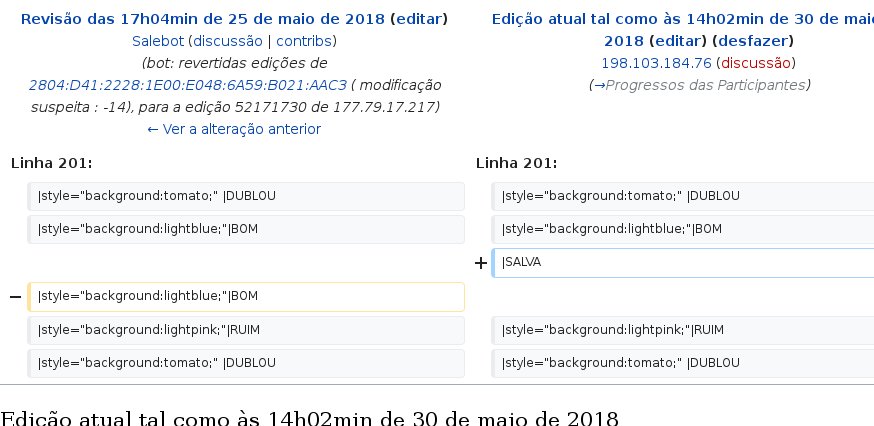 Revisão das 17h04min de 25 de maio de 2018 (editar)
Salebot (discussão | contribs)
(bot: revertidas edições de
2804:D41:2228:1E00:E048:6A59:B021:AAC3 ( modificação
suspeita : -14), para a edição 52171730 de 177.79.17.217)
← Ver a alteração anterior
Edição atual tal como às 14h02min de 30 de maio
2018 (editar) (desfazer)
198.103.184.76 (discussão)
(→Progressos das Participantes)
Linha 201:
Linha 201:
|style="background:tomato;" |DUBLOU
|style="background:tomato;" |DUBLOU
|style="background:lightblue;"|BOM
|style="background:lightblue;"|BOM
+ |SALVA
− |style="background:lightblue;"|BOM
|style="background:lightpink;"|RUIM
|style="background:lightpink;"|RUIM
|style="background:tomato;" |DUBLOU
|style="background:tomato;" |DUBLOU
Edição atual tal como às 14h02min de 30 de maio de 2018